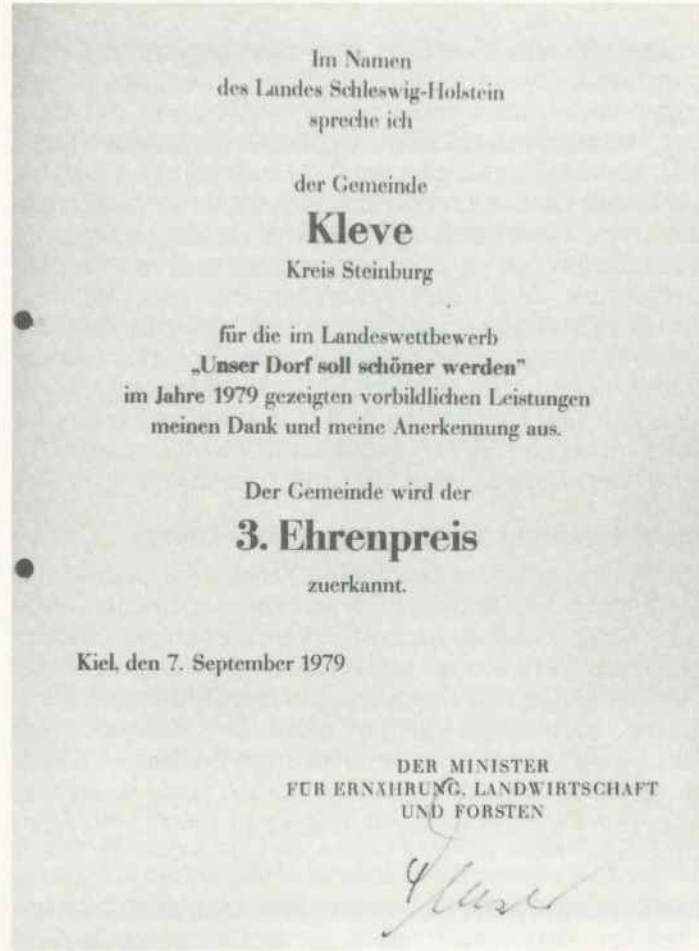 Im Namen
des Landes Schleswig-Holstein
spreche ich
der Gemeinde
Kleve
Kreis Steinburg
für die im Landeswettbewerb
„Unser Dorf soll schöner werden”
im Jahre 1979 gezeigten vorbildlichen Leistungen
meinen Dank und meine Anerkennung aus.
Der Gemeinde wird der
3. Ehrenpreis
zuerkannt.
Kiel, den 7. September 1979
DER MINISTER
FÜR ERNÄHRUNG, LANDWIRTSCHAFT
UND FORSTEN